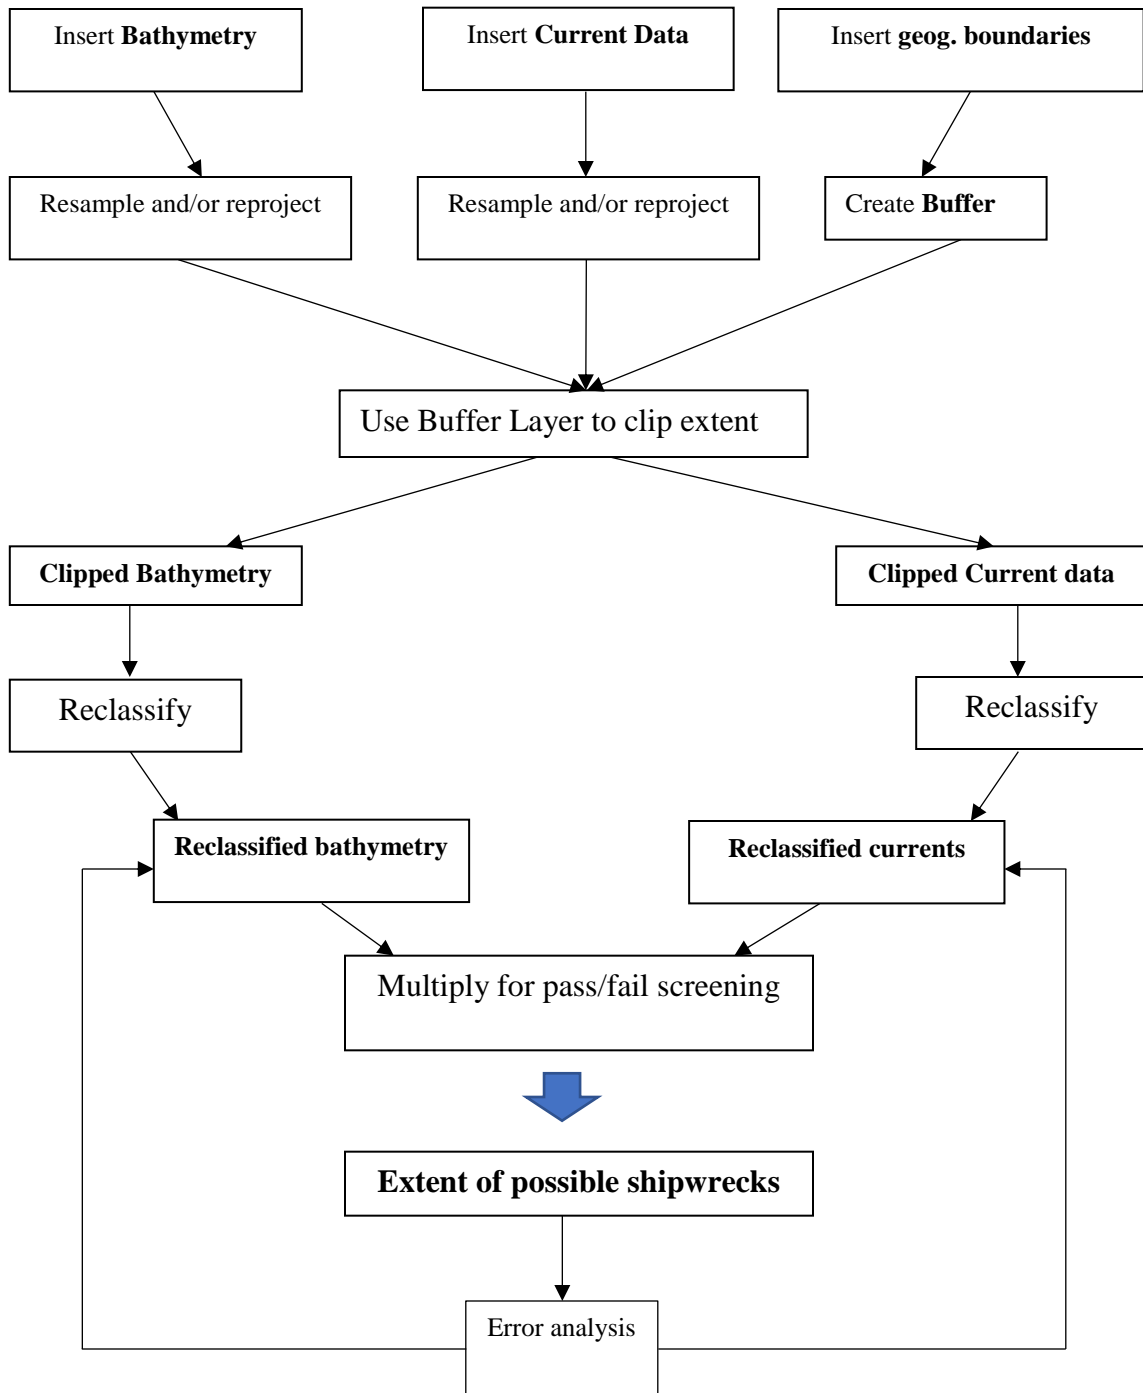 Insert Bathymetry
Insert Current Data
Insert geog. boundaries
Resample and/or reproject
Resample and/or reproject
Create Buffer
Use Buffer Layer to clip extent
Clipped Bathymetry
Clipped Current data
Reclassify
Reclassify
Reclassified bathymetry
Reclassified currents
Multiply for pass/fail screening
Extent of possible shipwrecks
Error analysis